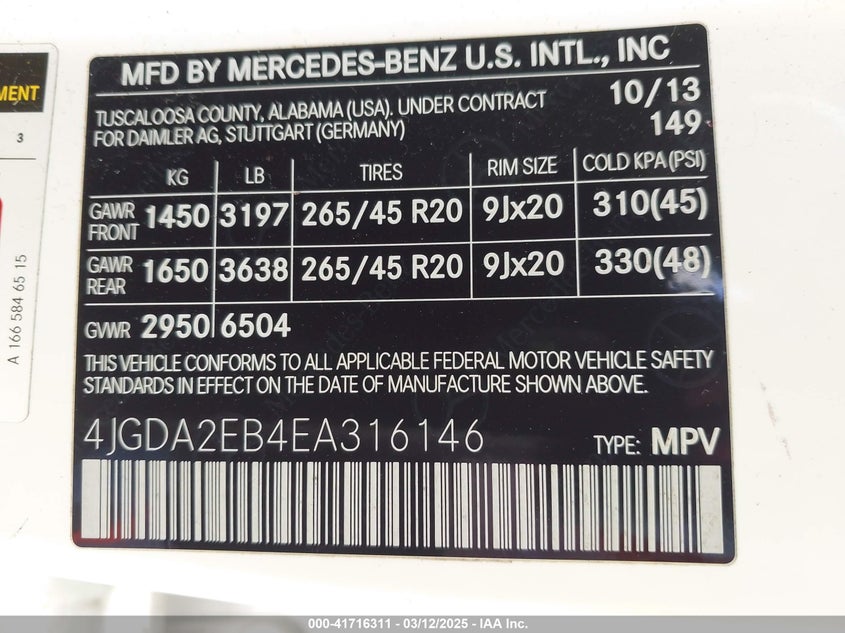 MENT
3
A 166 584 65 15
MFD BY MERCEDES-BENZ U.S. INTL., INC
TUSCALOOSA COUNTY, ALABAMA (USA). UNDER CONTRACT 10/13
FOR DAIMLER AG, STUTTGART (GERMANY) 149
KG LB TIRES RIM SIZE COLD KPA (PSI)
GAWR FRONT 1450 3197 265/45 R20 9Jx20 310(45)
GAWR REAR 1650 3638 265/45 R20 9Jx20 330(48)
GVWR 2950 6504
THIS VEHICLE CONFORMS TO ALL APPLICABLE FEDERAL MOTOR VEHICLE SAFETY
STANDARDS IN EFFECT ON THE DATE OF MANUFACTURE SHOWN ABOVE.
4JGDA2EB4EA316146 TYPE: MPV
000-41716311 - 03/12/2025 - IAA Inc.